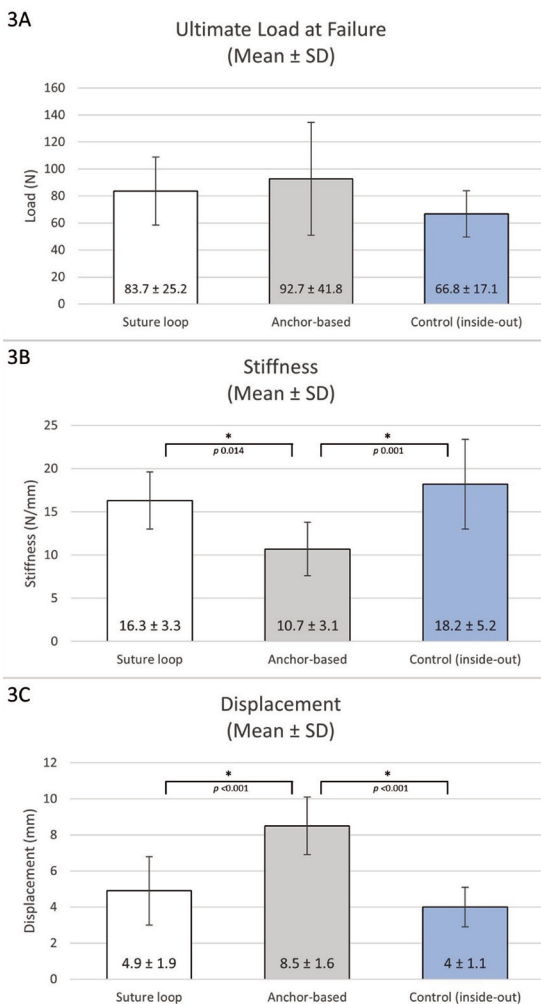 3A
Ultimate Load at Failure
(Mean ± SD)
160
140
120
100
80
60
40
20
0
Load (N)
83.7 ± 25.2
92.7 ± 41.8
66.8 ± 17.1
Suture loop
Anchor-based
Control (inside-out)
3B
Stiffness
(Mean ± SD)
25
20
15
10
5
0
Stiffness (N/mm)
*
p 0.014
*
p 0.001
16.3 ± 3.3
10.7 ± 3.1
18.2 ± 5.2
Suture loop
Anchor-based
Control (inside-out)
3C
Displacement
(Mean ± SD)
12
10
8
6
4
2
0
Displacement (mm)
*
p <0.001
*
p <0.001
4.9 ± 1.9
8.5 ± 1.6
4 ± 1.1
Suture loop
Anchor-based
Control (inside-out)